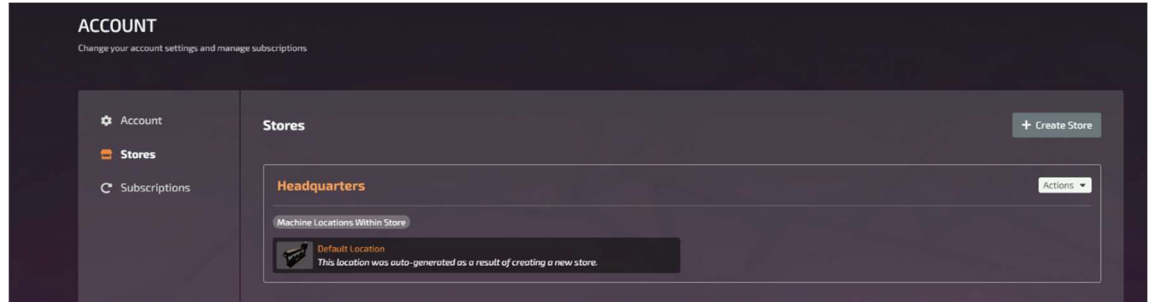 ACCOUNT
Change your account settings and manage subscriptions
Account
Stores
Subscriptions
Stores
+ Create Store
Headquarters
Actions
Machine Locations Within Store
Default Location
This location was auto-generated as a result of creating a new store.